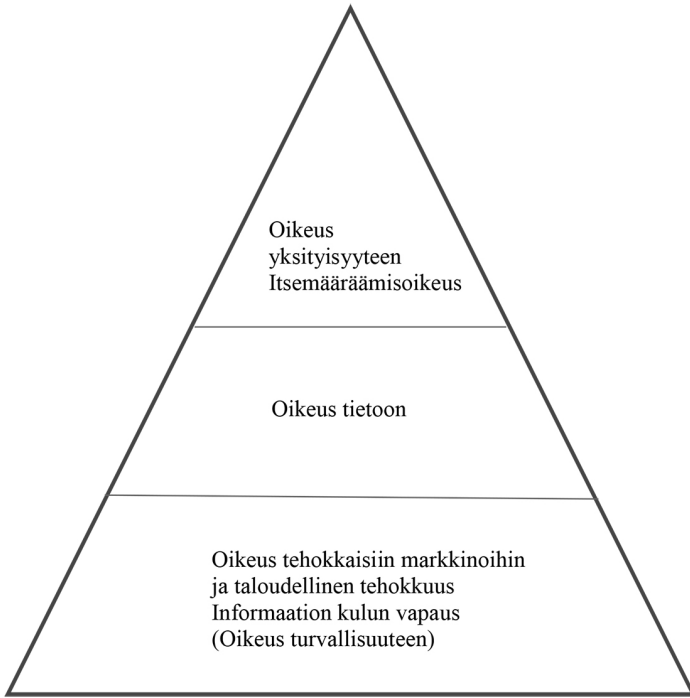 Oikeus
yksityisyyteen
Itsemääräämisoikeus
Oikeus tietoon
Oikeus tehokkaisiin markkinoihin
ja taloudellinen tehokkuus
Informaation kulun vapaus
(Oikeus turvallisuuteen)